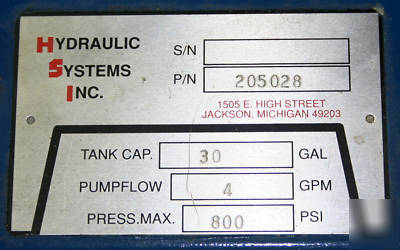 HYDRAULIC
SYSTEMS
INC.
S/N
P/N 205028
1505 E. HIGH STREET
JACKSON, MICHIGAN 49203
TANK CAP. 30 GAL
PUMPFLOW 4 GPM
PRESS.MAX. 800 PSI